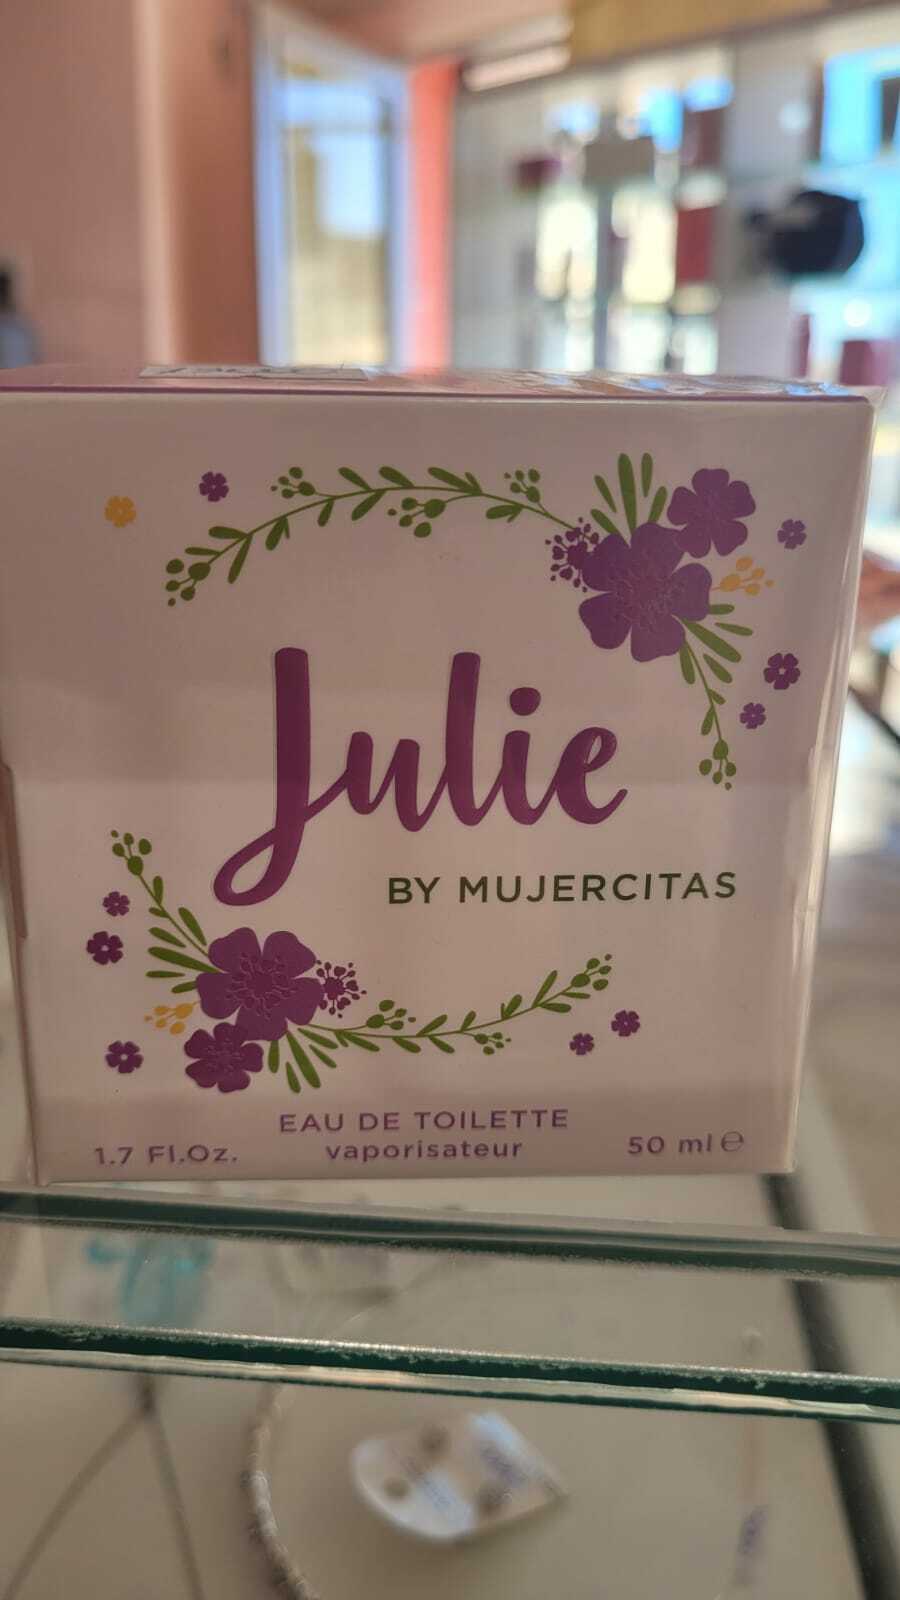 Julie
BY MUJERCITAS
EAU DE TOILETTE
1.7 Fl.Oz. vaporisateur 50 ml ℮